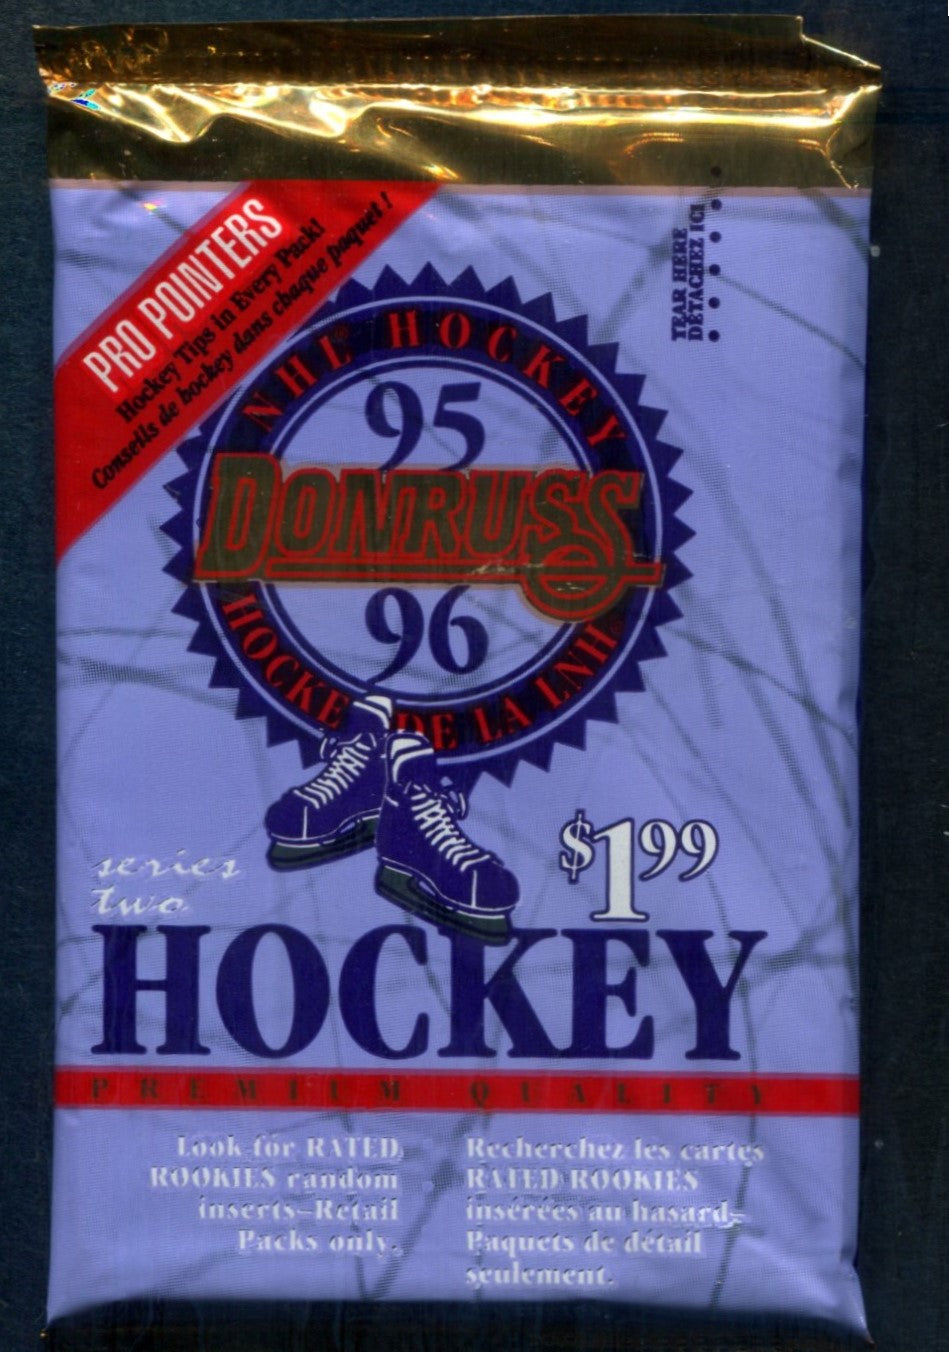 PRO POINTERS
Hockey Tips in Every Pack!
Conseils de hockey dans chaque paquet !
TEAR HERE
DÉTACHEZ ICI
NHL® HOCKEY
95
DONRUSS
96
HOCKE DE LA LNH
$1 99
series
two
HOCKEY
PREMIUM QUALITY
Look for RATED
ROOKIES random
inserts–Retail
Packs only.
Recherchez les cartes
RATED ROOKIES
insérées au hasard–
Paquets de détail
seulement.